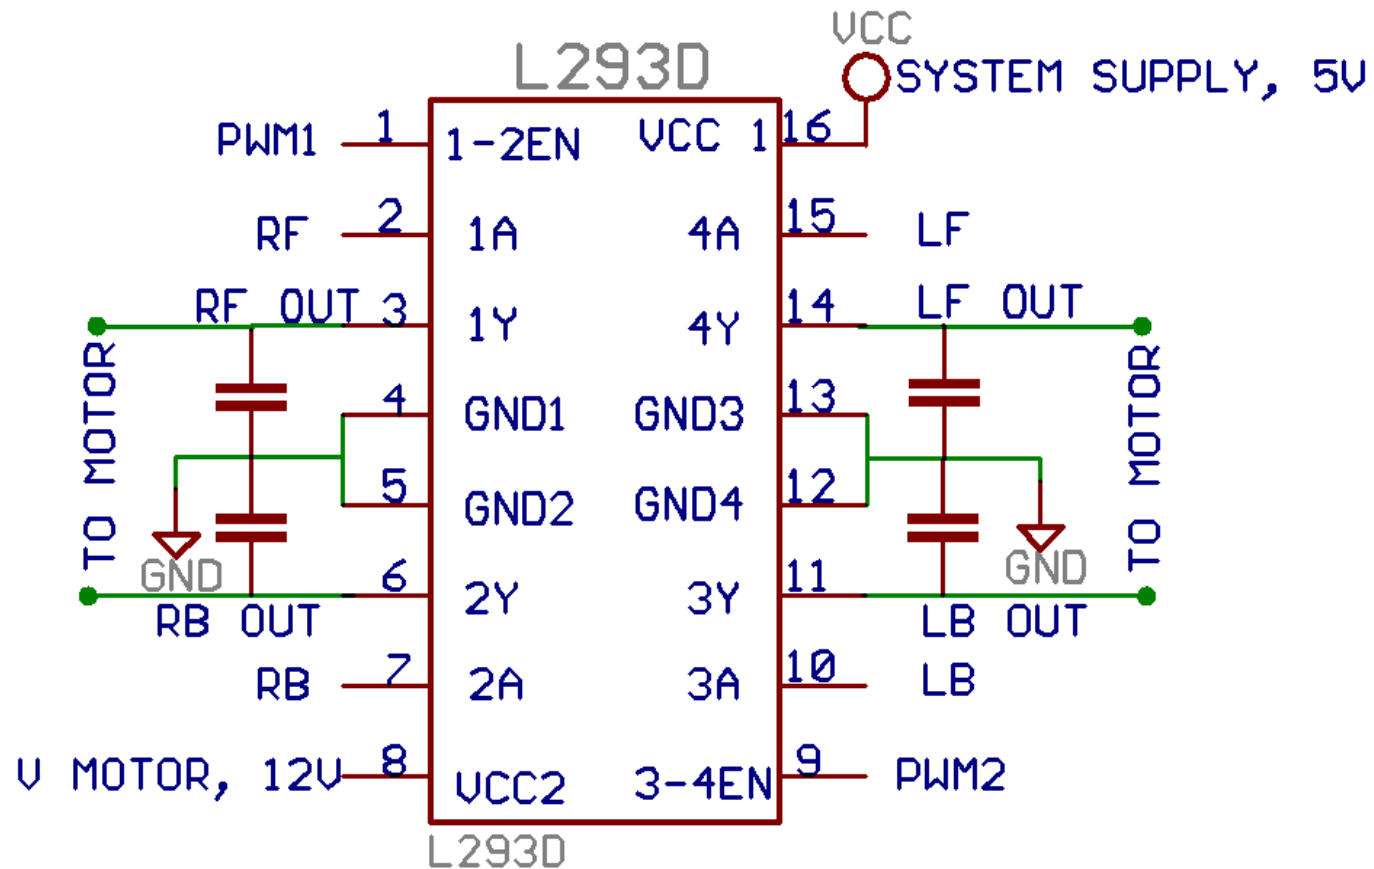 VCC
L293D
SYSTEM SUPPLY, 5V
PWM1 1 1-2EN VCC 1 16
RF 2 1A 4A 15 LF
RF OUT 3 1Y 4Y 14 LF OUT
TO MOTOR
4 GND1 GND3 13
TO MOTOR
5 GND2 GND4 12
GND
GND
6 2Y 3Y 11
RB OUT
LB OUT
RB 7 2A 3A 10 LB
V MOTOR, 12V 8 VCC2 3-4EN 9 PWM2
L293D